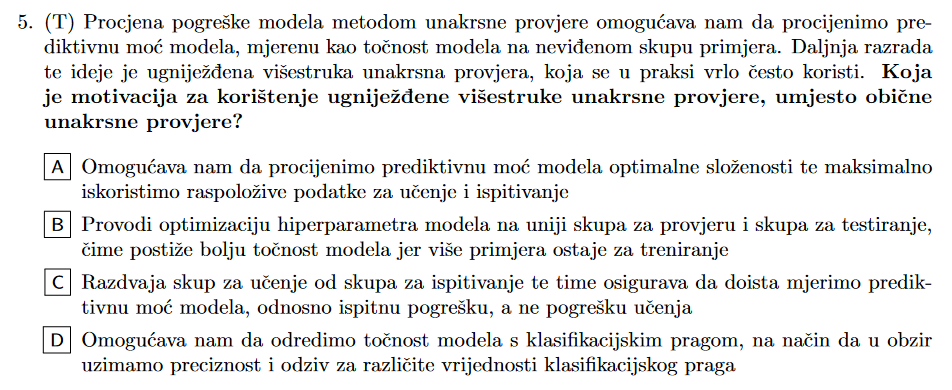 5. (T) Procjena pogreške modela metodom unakrsne provjere omogućava nam da procijenimo pre-
diktivnu moć modela, mjerenu kao točnost modela na neviđenom skupu primjera. Daljnja razrada
te ideje je ugniježđena višestruka unakrsna provjera, koja se u praksi vrlo često koristi. Koja
je motivacija za korištenje ugniježđene višestruke unakrsne provjere, umjesto obične
unakrsne provjere?
A Omogućava nam da procijenimo prediktivnu moć modela optimalne složenosti te maksimalno
iskoristimo raspoložive podatke za učenje i ispitivanje
B Provodi optimizaciju hiperparametra modela na uniji skupa za provjeru i skupa za testiranje,
čime postiže bolju točnost modela jer više primjera ostaje za treniranje
C Razdvaja skup za učenje od skupa za ispitivanje te time osigurava da doista mjerimo predik-
tivnu moć modela, odnosno ispitnu pogrešku, a ne pogrešku učenja
D Omogućava nam da odredimo točnost modela s klasifikacijskim pragom, na način da u obzir
uzimamo preciznost i odziv za različite vrijednosti klasifikacijskog praga